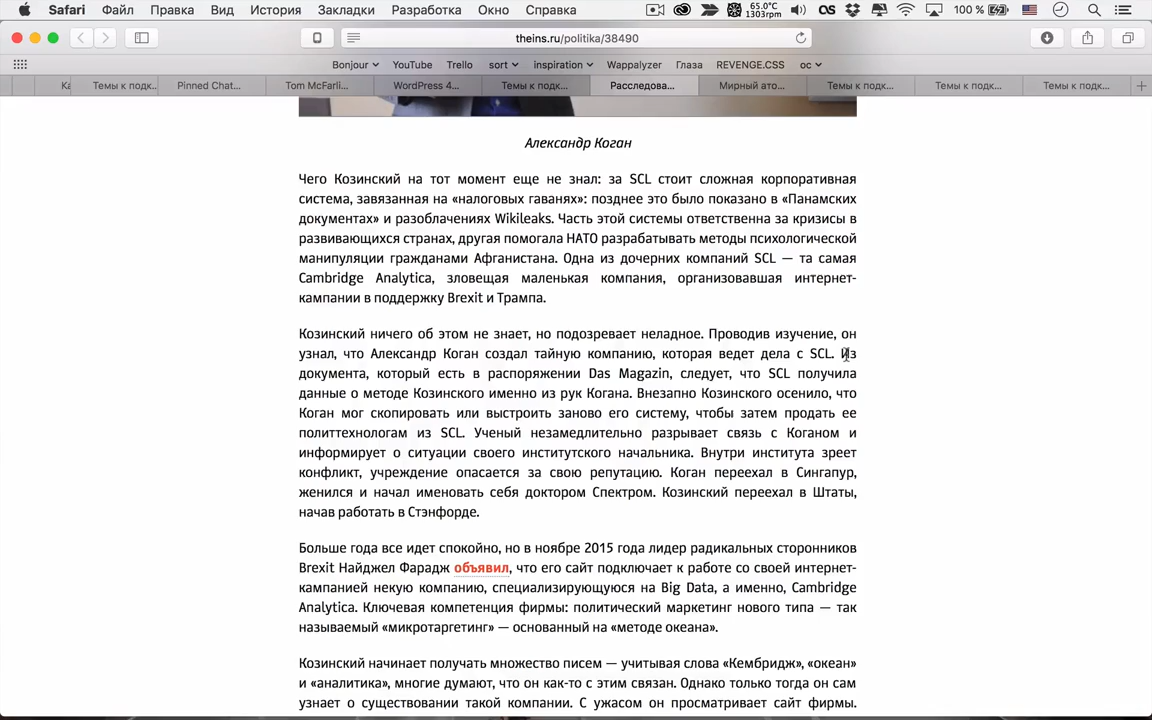 Safari Файл Правка Вид История Закладки Разработка Окно Справка 65.0°C 1303rpm OS 100 %
theins.ru/politika/38490
Bonjour YouTube Trello sort inspiration Wappalyzer Глаза REVENGE.CSS ос
Ка Темы к подк... Pinned Chat... Tom McFarli... WordPress 4... Темы к подк... Расследова... Мирный ато... Темы к подк... Темы к подк... Темы к подк...
Александр Коган
Чего Козинский на тот момент еще не знал: за SCL стоит сложная корпоративная
система, завязанная на «налоговых гаванях»: позднее это было показано в «Панамских
документах» и разоблачениях Wikileaks. Часть этой системы ответственна за кризисы в
развивающихся странах, другая помогала НАТО разрабатывать методы психологической
манипуляции гражданами Афганистана. Одна из дочерних компаний SCL — та самая
Cambridge Analytica, зловещая маленькая компания, организовавшая интернет-
кампании в поддержку Brexit и Трампа.
Козинский ничего об этом не знает, но подозревает неладное. Проводив изучение, он
узнал, что Александр Коган создал тайную компанию, которая ведет дела с SCL. Из
документа, который есть в распоряжении Das Magazin, следует, что SCL получила
данные о методе Козинского именно из рук Когана. Внезапно Козинского осенило, что
Коган мог скопировать или выстроить заново его систему, чтобы затем продать ее
политтехнологам из SCL. Ученый незамедлительно разрывает связь с Коганом и
информирует о ситуации своего институтского начальника. Внутри института зреет
конфликт, учреждение опасается за свою репутацию. Коган переехал в Сингапур,
женился и начал именовать себя доктором Спектром. Козинский переехал в Штаты,
начав работать в Стэнфорде.
Больше года все идет спокойно, но в ноябре 2015 года лидер радикальных сторонников
Brexit Найджел Фарадж объявил, что его сайт подключает к работе со своей интернет-
кампанией некую компанию, специализирующуюся на Big Data, а именно, Cambridge
Analytica. Ключевая компетенция фирмы: политический маркетинг нового типа — так
называемый «микротаргетинг» — основанный на «методе океана».
Козинский начинает получать множество писем — учитывая слова «Кембридж», «океан»
и «аналитика», многие думают, что он как-то с этим связан. Однако только тогда он сам
узнает о существовании такой компании. С ужасом он просматривает сайт фирмы.